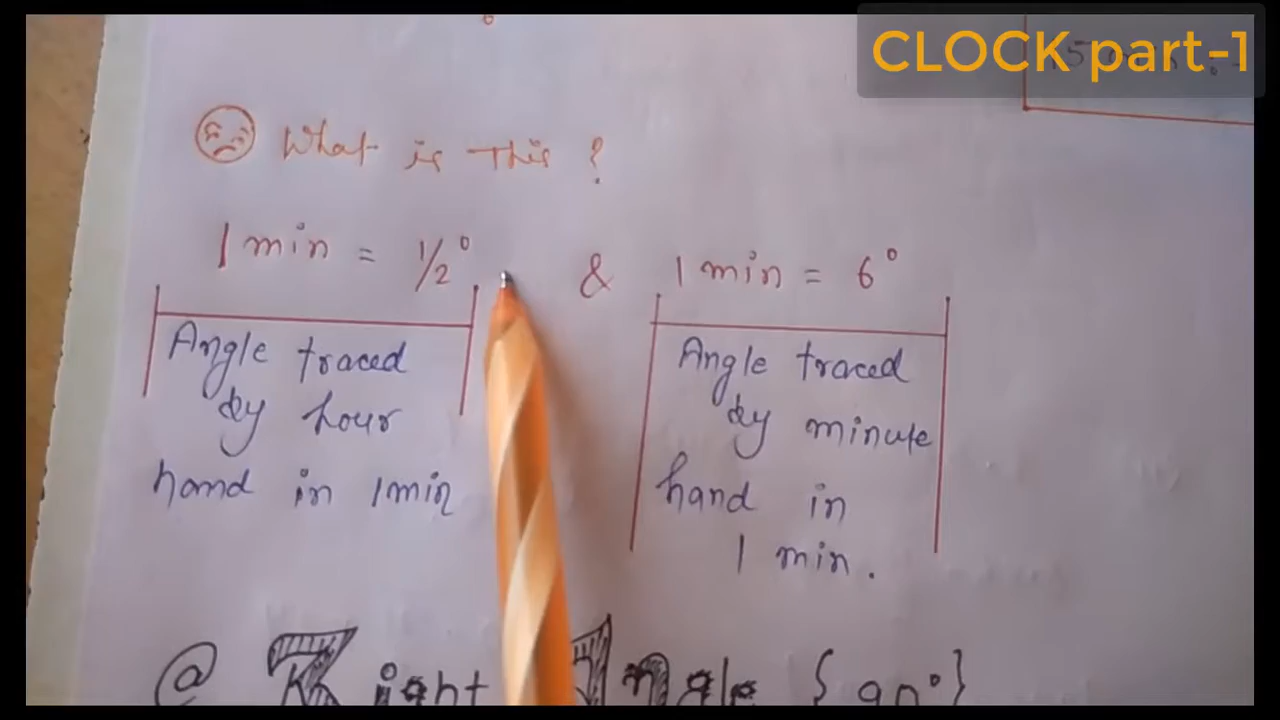 CLOCK part-1
What is This ?
1 min = 1/2° & 1 min = 6°
Angle traced
by hour
hand in 1min
Angle traced
by minute
hand in
1 min.
@ Right Angle { 90° }